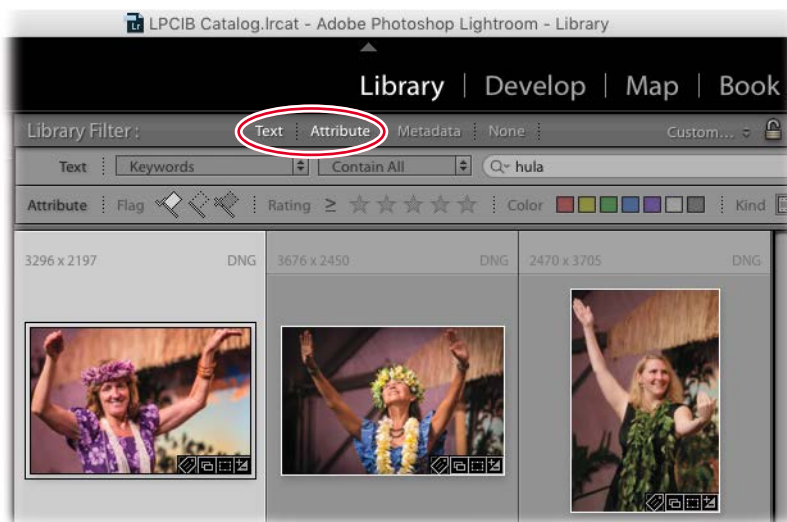 LPCIB Catalog.lrcat - Adobe Photoshop Lightroom - Library
Library | Develop | Map | Book
Library Filter : Text Attribute Metadata None Custom...
Text Keywords Contain All hula
Attribute Flag Rating ≥ Color Kind
3296 x 2197 DNG 3676 x 2450 DNG 2470 x 3705 DNG